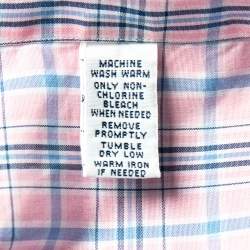 MACHINE
WASH WARM
ONLY NON-
CHLORINE
BLEACH
WHEN NEEDED
REMOVE
PROMPTLY
TUMBLE
DRY LOW
WARM IRON
IF NEEDED